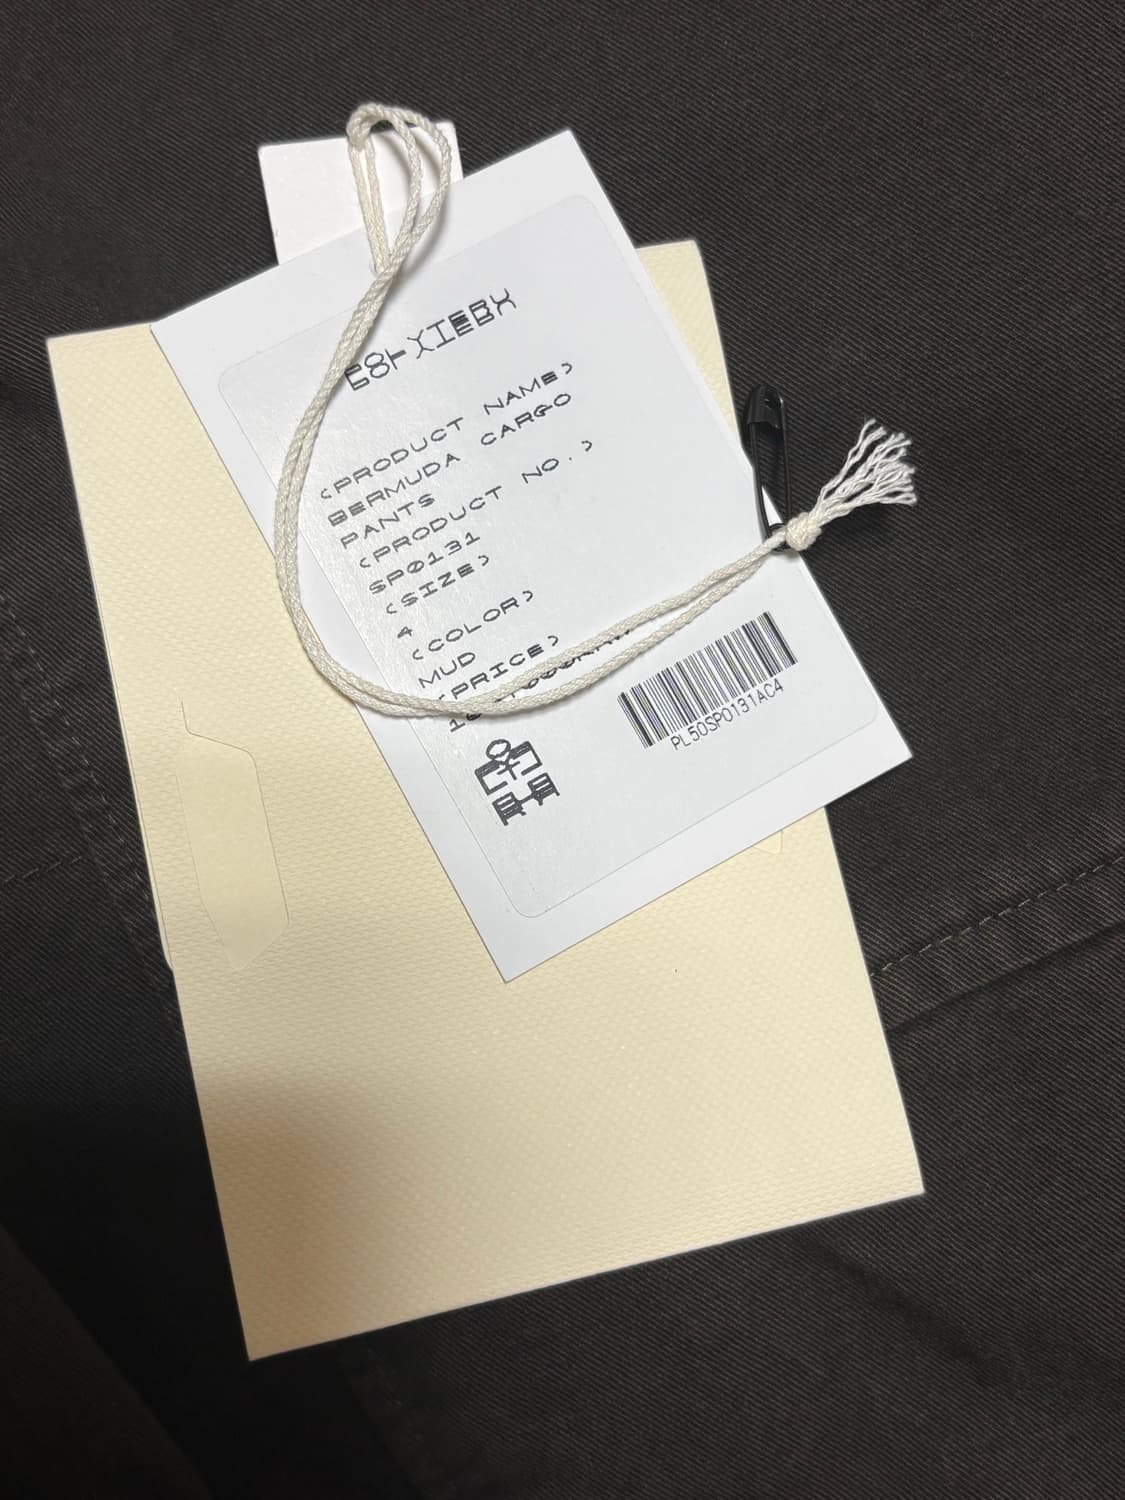 <PRODUCT NAME>
BERMUDA CARGO
PANTS
<PRODUCT NO.>
SP0131
<SIZE>
4
<COLOR>
MUD
<PRICE>
PL50SP0131AC4